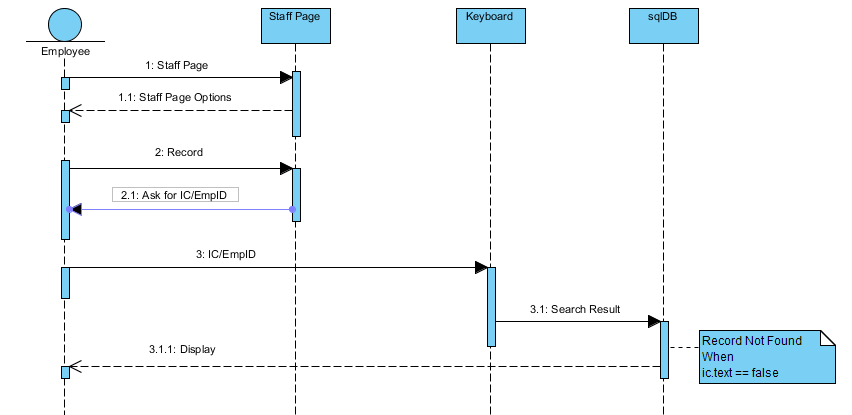 Employee
Staff Page
Keyboard
sqlDB
1: Staff Page
1.1: Staff Page Options
2: Record
2.1: Ask for IC/EmpID
3: IC/EmpID
3.1: Search Result
3.1.1: Display
Record Not Found
When
ic.text == false